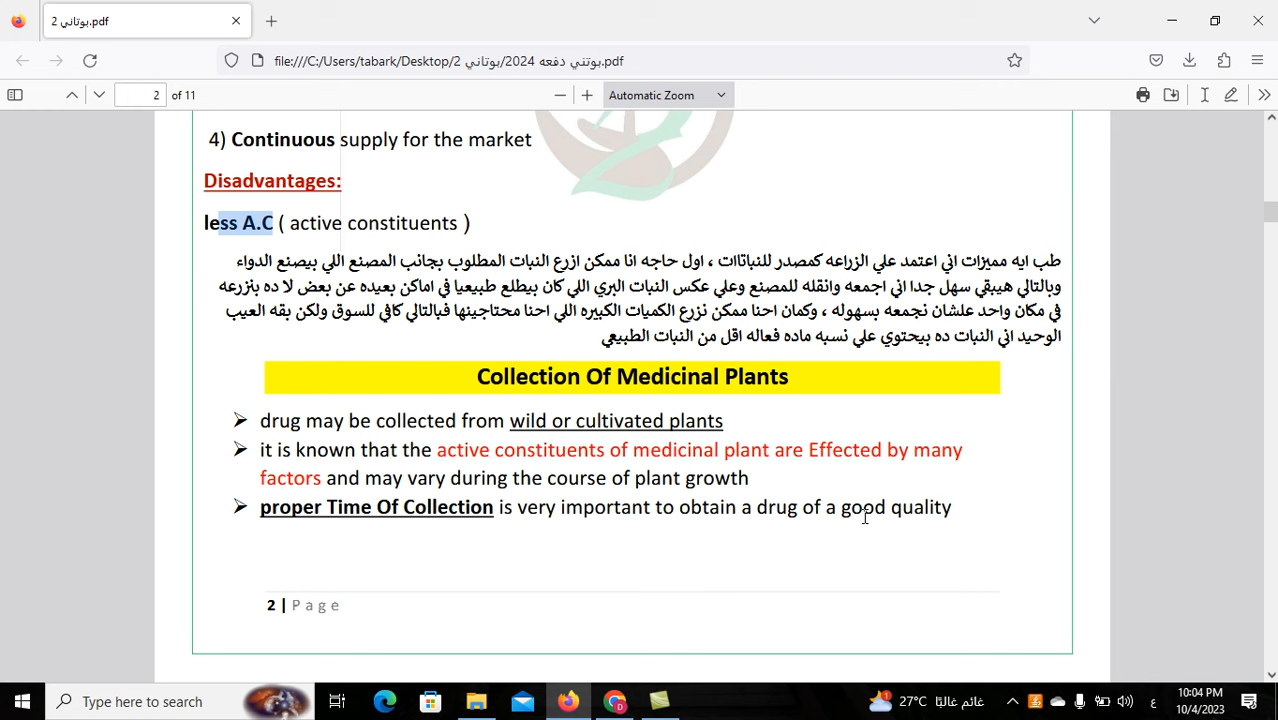 بوتاني 2.pdf
file:///C:/Users/tabark/Desktop/بوتني دفعه 2024/بوتاني 2.pdf
2 of 11
Automatic Zoom
4) Continuous supply for the market
Disadvantages:
less A.C ( active constituents )
طب ايه مميزات اني اعتمد علي الزراعه كمصدر للنباتاات ، اول حاجه انا ممكن ازرع النبات المطلوب بجانب المصنع اللي بيصنع الدواء
وبالتالي هيبقي سهل جدا اني اجمعه وانقله للمصنع وعلي عكس النبات البري اللي كان بيطلع طبيعيا في اماكن بعيده عن بعض لا ده بنزرعه
في مكان واحد علشان نجمعه بسهوله ، وكمان احنا ممكن نزرع الكميات الكبيره اللي احنا محتاجينها فبالتالي كافي للسوق ولكن بقه العيب
الوحيد اني النبات ده بيحتوي علي نسبه ماده فعاله اقل من النبات الطبيعي
Collection Of Medicinal Plants
➢ drug may be collected from wild or cultivated plants
➢ it is known that the active constituents of medicinal plant are Effected by many
factors and may vary during the course of plant growth
➢ proper Time Of Collection is very important to obtain a drug of a good quality
2 | Page
Type here to search
27°C غائم غالبًا
ع
10:04 PM
10/4/2023
5